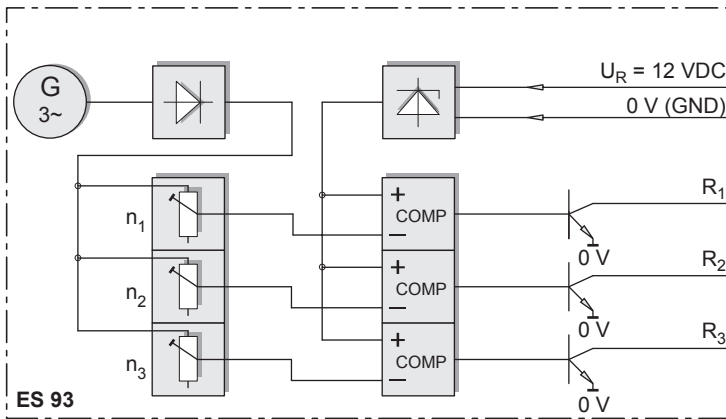 G
3~
U_R = 12 VDC
0 V (GND)
n₁
+
COMP
−
R₁
0 V
n₂
+
COMP
−
R₂
0 V
n₃
+
COMP
−
R₃
0 V
ES 93